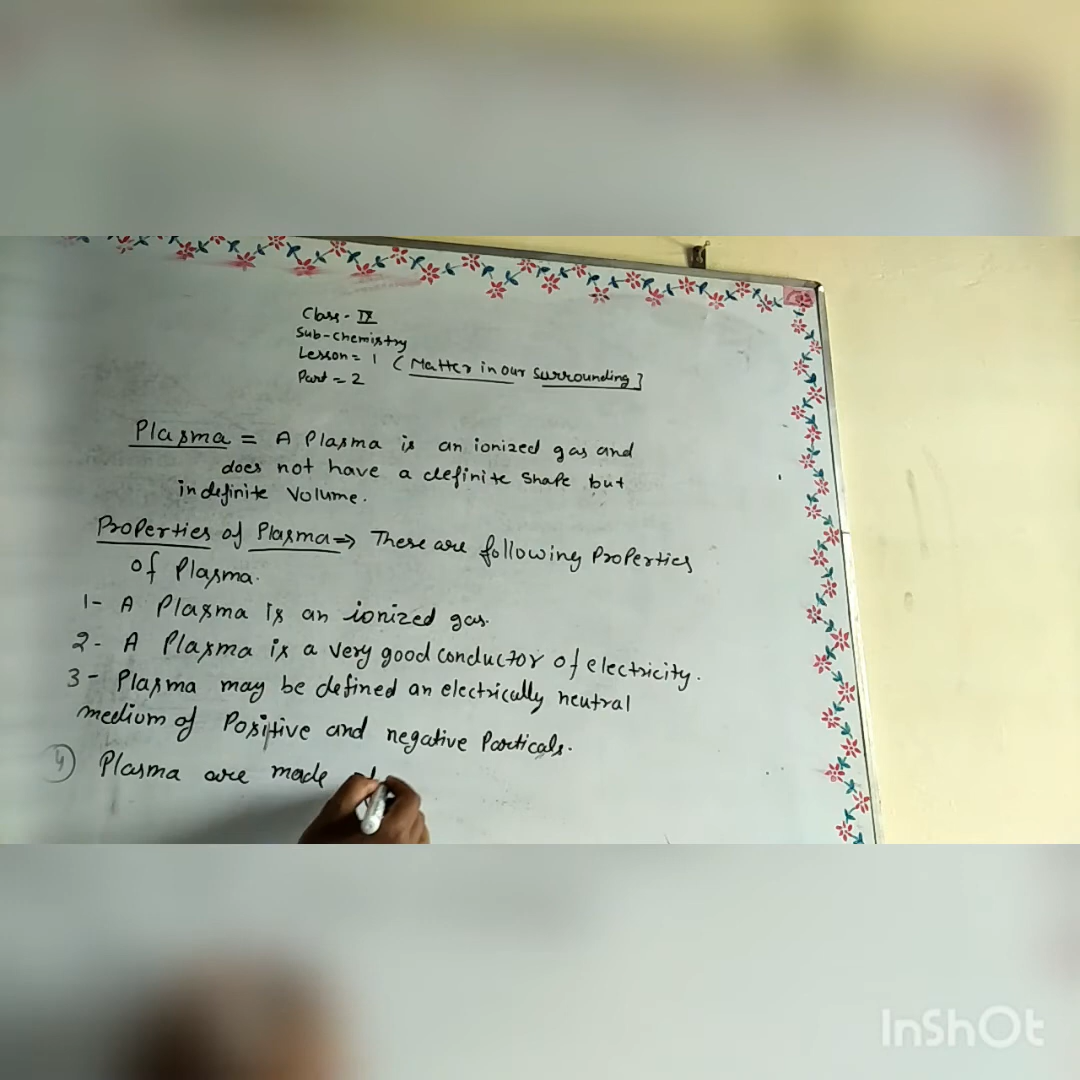 Class - IX
Sub-Chemistry
Lesson = 1 (Matter in our Surrounding]
Part = 2
Plasma = A Plasma is an ionized gas and
does not have a definite shape but
indefinite Volume.
Properties of Plasma => These are following Properties
of Plasma.
1- A Plasma is an ionized gas.
2- A Plasma is a very good conductor of electricity.
3- Plasma may be defined an electrically neutral
medium of Positive and negative Particals.
4) Plasma are made
InShOt